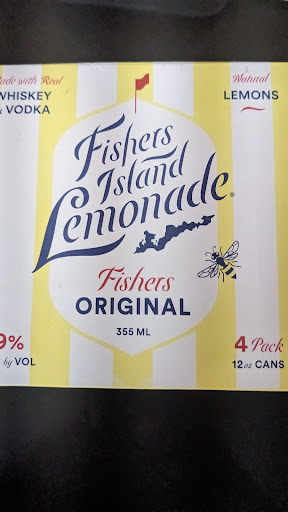 ade with Real
WHISKEY
& VODKA
Natural
LEMONS
Fishers
Island
Lemonade®
Fishers
ORIGINAL
355 ML
9%
by VOL
4 Pack
12oz CANS